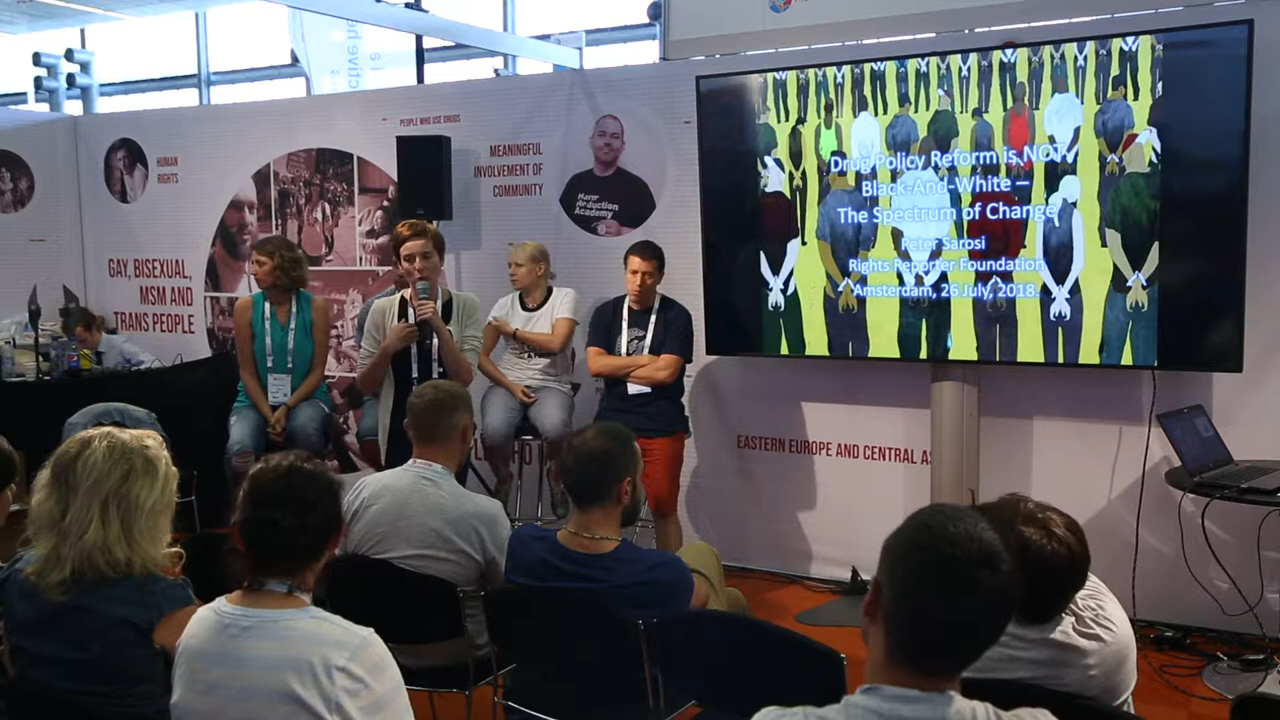 PEOPLE WHO USE DRUGS
HUMAN
RIGHTS
MEANINGFUL
INVOLVEMENT OF
COMMUNITY
Harm
Reduction
Academy
GAY, BISEXUAL,
MSM AND
TRANS PEOPLE
Drug Policy Reform is NOT
Black-And-White –
The Spectrum of Change
Peter Sarosi
Rights Reporter Foundation
Amsterdam, 26 July, 2018.
EASTERN EUROPE AND CENTRAL